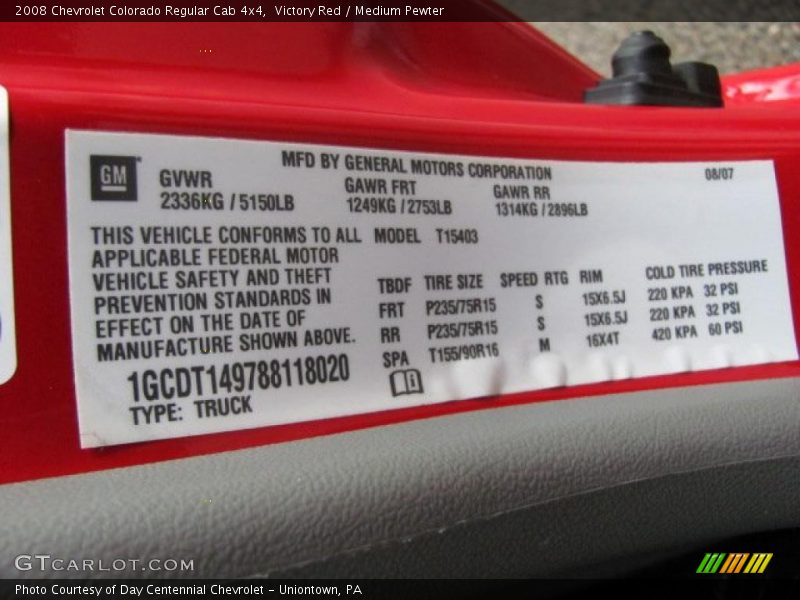 2008 Chevrolet Colorado Regular Cab 4x4, Victory Red / Medium Pewter
GM
MFD BY GENERAL MOTORS CORPORATION 08/07
GVWR GAWR FRT GAWR RR
2336KG / 5150LB 1249KG / 2753LB 1314KG / 2896LB
THIS VEHICLE CONFORMS TO ALL MODEL T15403
APPLICABLE FEDERAL MOTOR
VEHICLE SAFETY AND THEFT
PREVENTION STANDARDS IN
EFFECT ON THE DATE OF
MANUFACTURE SHOWN ABOVE.
TBDF TIRE SIZE SPEED RTG RIM COLD TIRE PRESSURE
FRT P235/75R15 S 15X6.5J 220 KPA 32 PSI
RR P235/75R15 S 15X6.5J 220 KPA 32 PSI
SPA T155/90R16 M 16X4T 420 KPA 60 PSI
1GCDT149788118020
TYPE: TRUCK
GTCARLOT.COM
Photo Courtesy of Day Centennial Chevrolet - Uniontown, PA